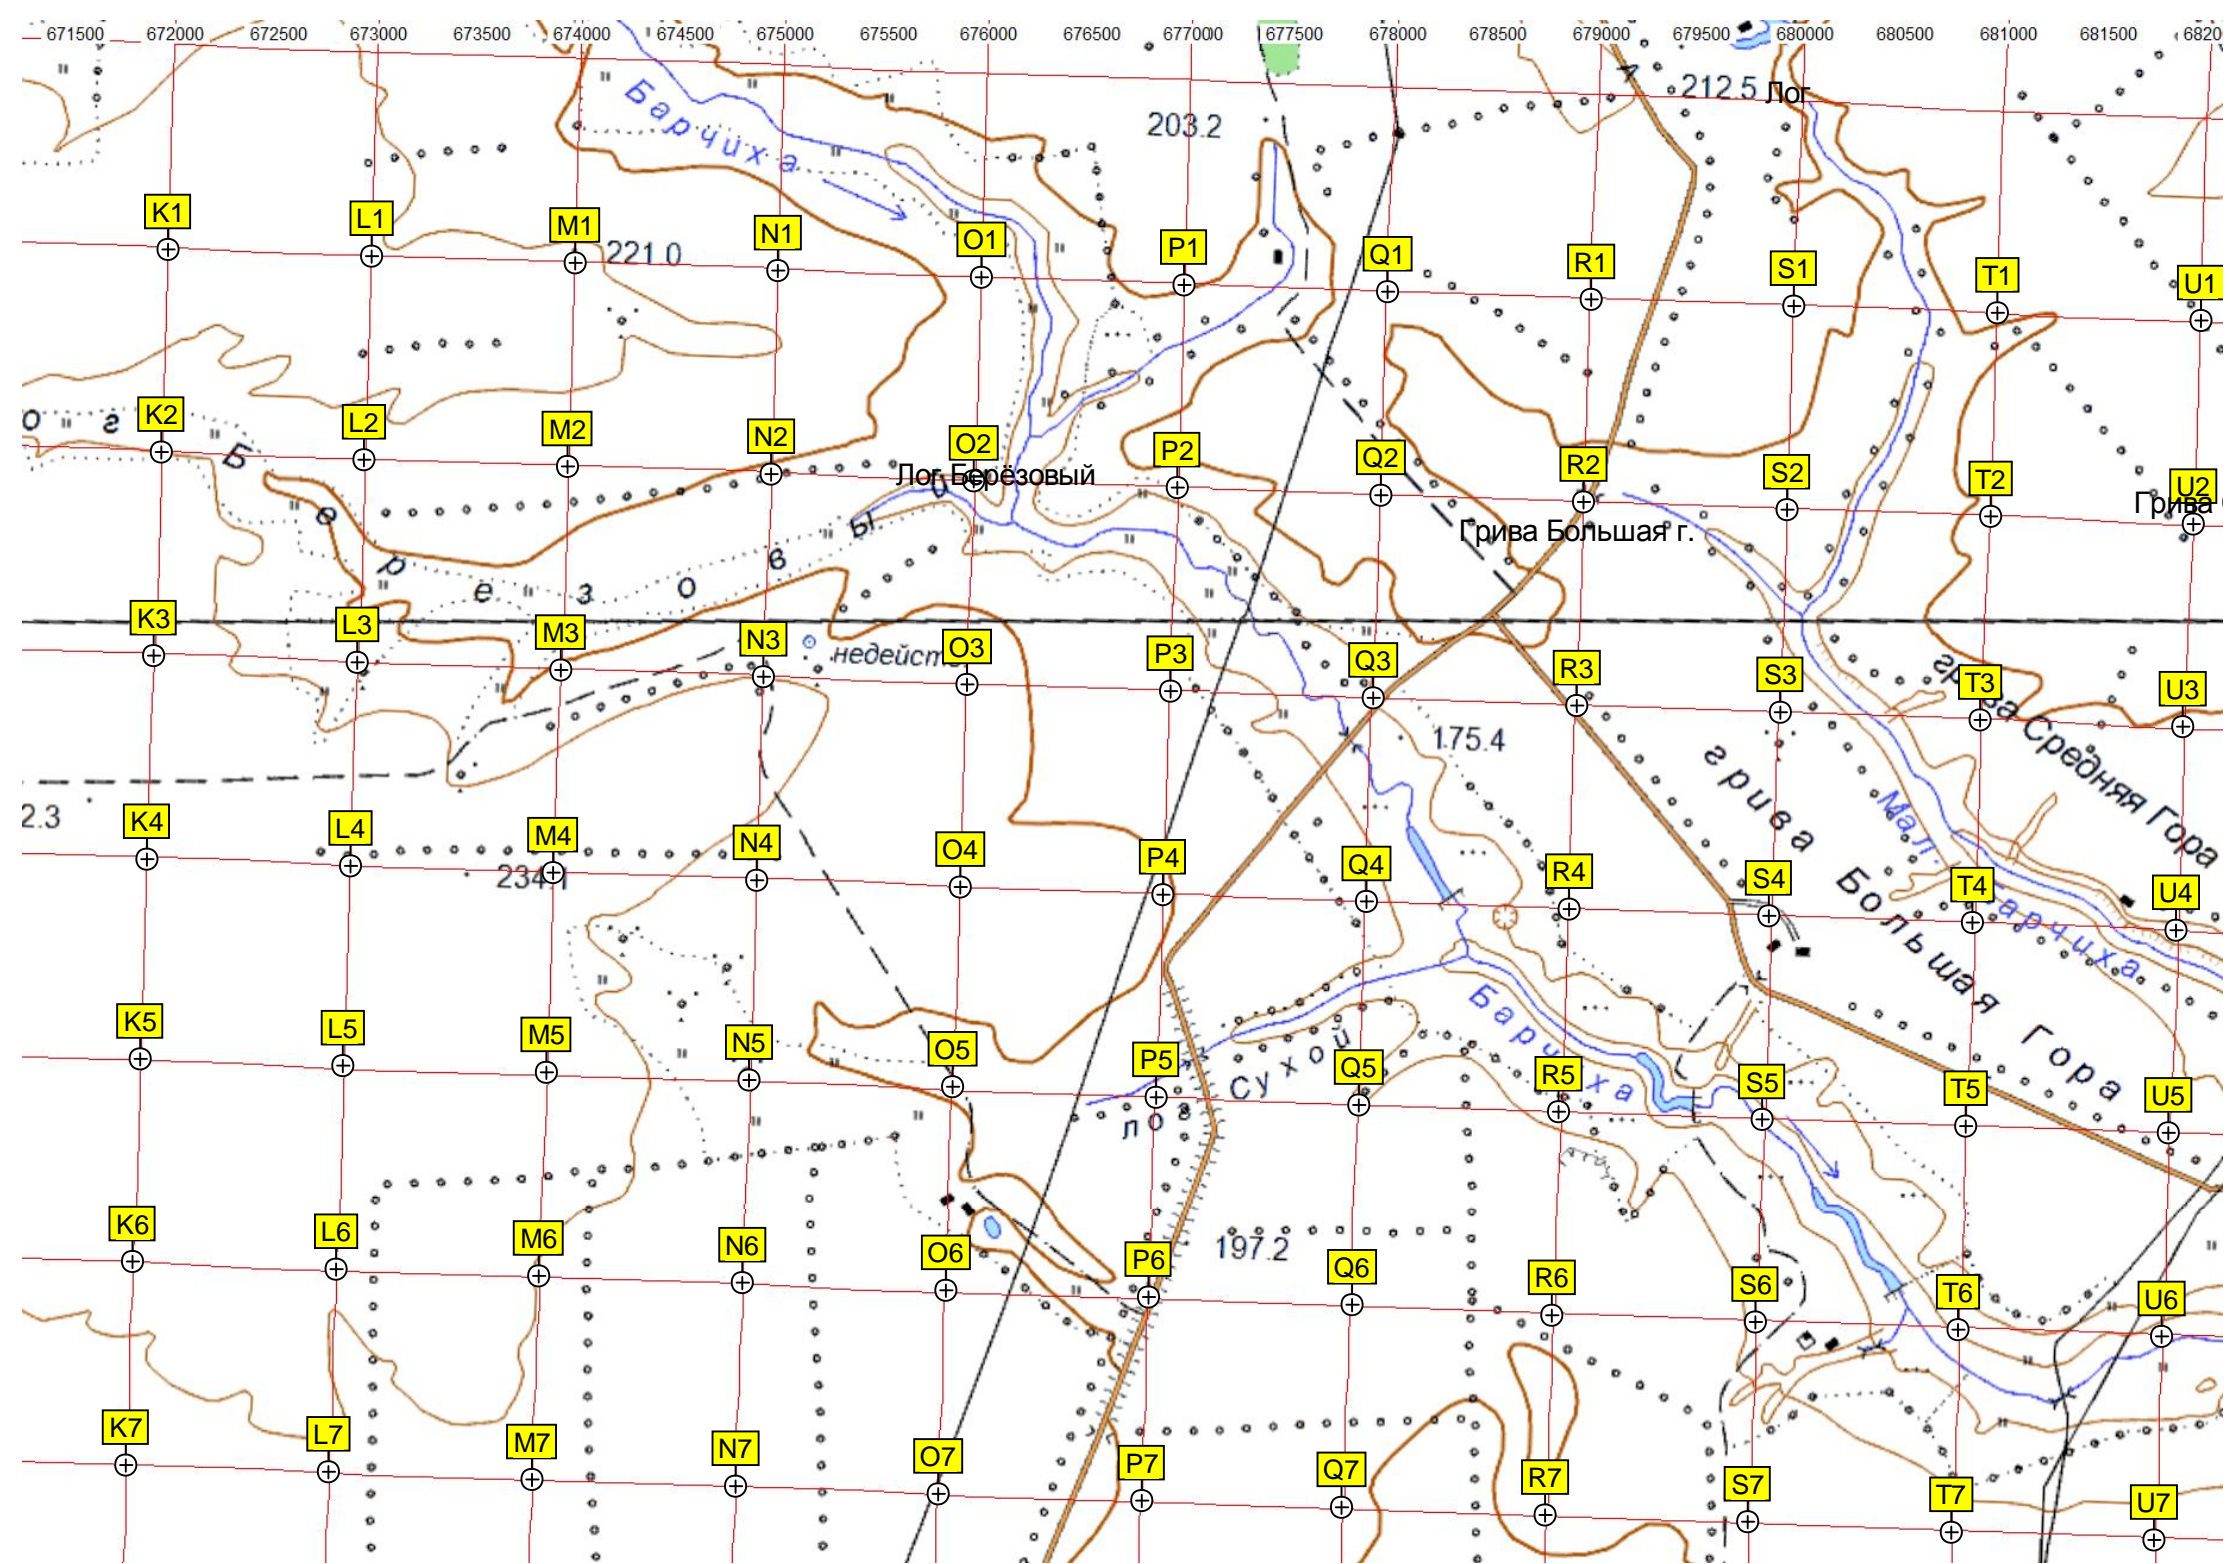 671500 672000 672500 673000 673500 674000 674500 675000 675500 676000 676500 677000 677500 678000 678500 679000 679500 680000 680500 681000 681500
Барчиха
203.2
212.5 Лог
K1 L1 M1 N1 O1 P1 Q1 R1 S1 T1 U1
221.0
K2 L2 M2 N2 O2 P2 Q2 R2 S2 T2 U2
ог Берёзовый
Лог Берёзовый
Грива Большая г.
Грива
K3 L3 M3 N3 O3 P3 Q3 R3 S3 T3 U3
175.4
грива Средняя Гора
грива Большая Гора
2.3
Мал. Барчиха
K4 L4 M4 N4 O4 P4 Q4 R4 S4 T4 U4
234.1
Барчиха
K5 L5 M5 N5 O5 P5 Q5 R5 S5 T5 U5
лог Сухой
K6 L6 M6 N6 O6 P6 Q6 R6 S6 T6 U6
197.2
K7 L7 M7 N7 O7 P7 Q7 R7 S7 T7 U7